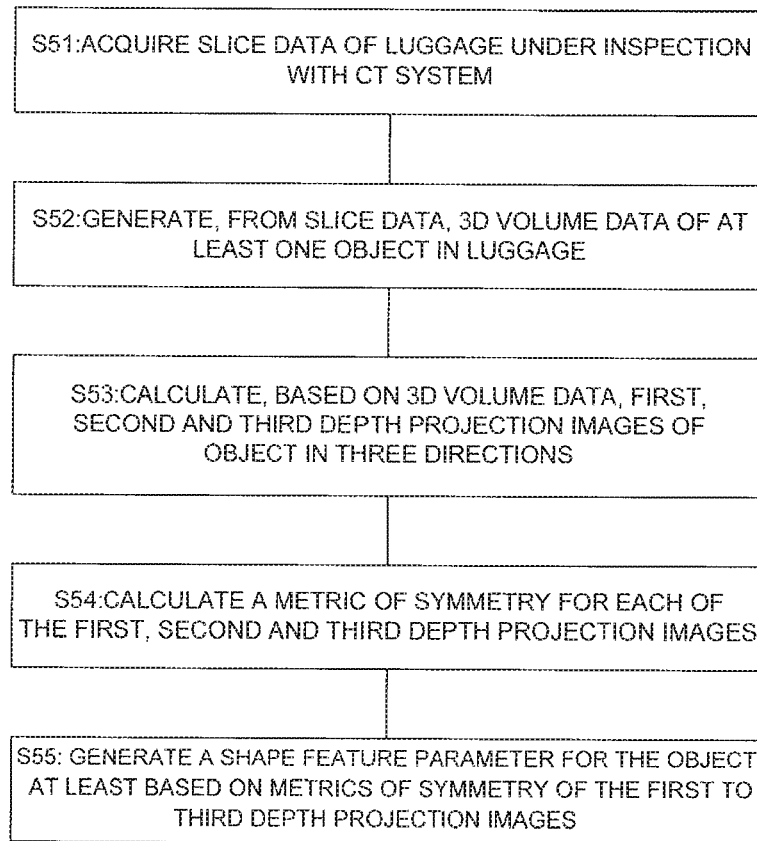 S51:ACQUIRE SLICE DATA OF LUGGAGE UNDER INSPECTION
WITH CT SYSTEM
S52:GENERATE, FROM SLICE DATA, 3D VOLUME DATA OF AT
LEAST ONE OBJECT IN LUGGAGE
S53:CALCULATE, BASED ON 3D VOLUME DATA, FIRST,
SECOND AND THIRD DEPTH PROJECTION IMAGES OF
OBJECT IN THREE DIRECTIONS
S54:CALCULATE A METRIC OF SYMMETRY FOR EACH OF
THE FIRST, SECOND AND THIRD DEPTH PROJECTION IMAGES
S55: GENERATE A SHAPE FEATURE PARAMETER FOR THE OBJECT
AT LEAST BASED ON METRICS OF SYMMETRY OF THE FIRST TO
THIRD DEPTH PROJECTION IMAGES